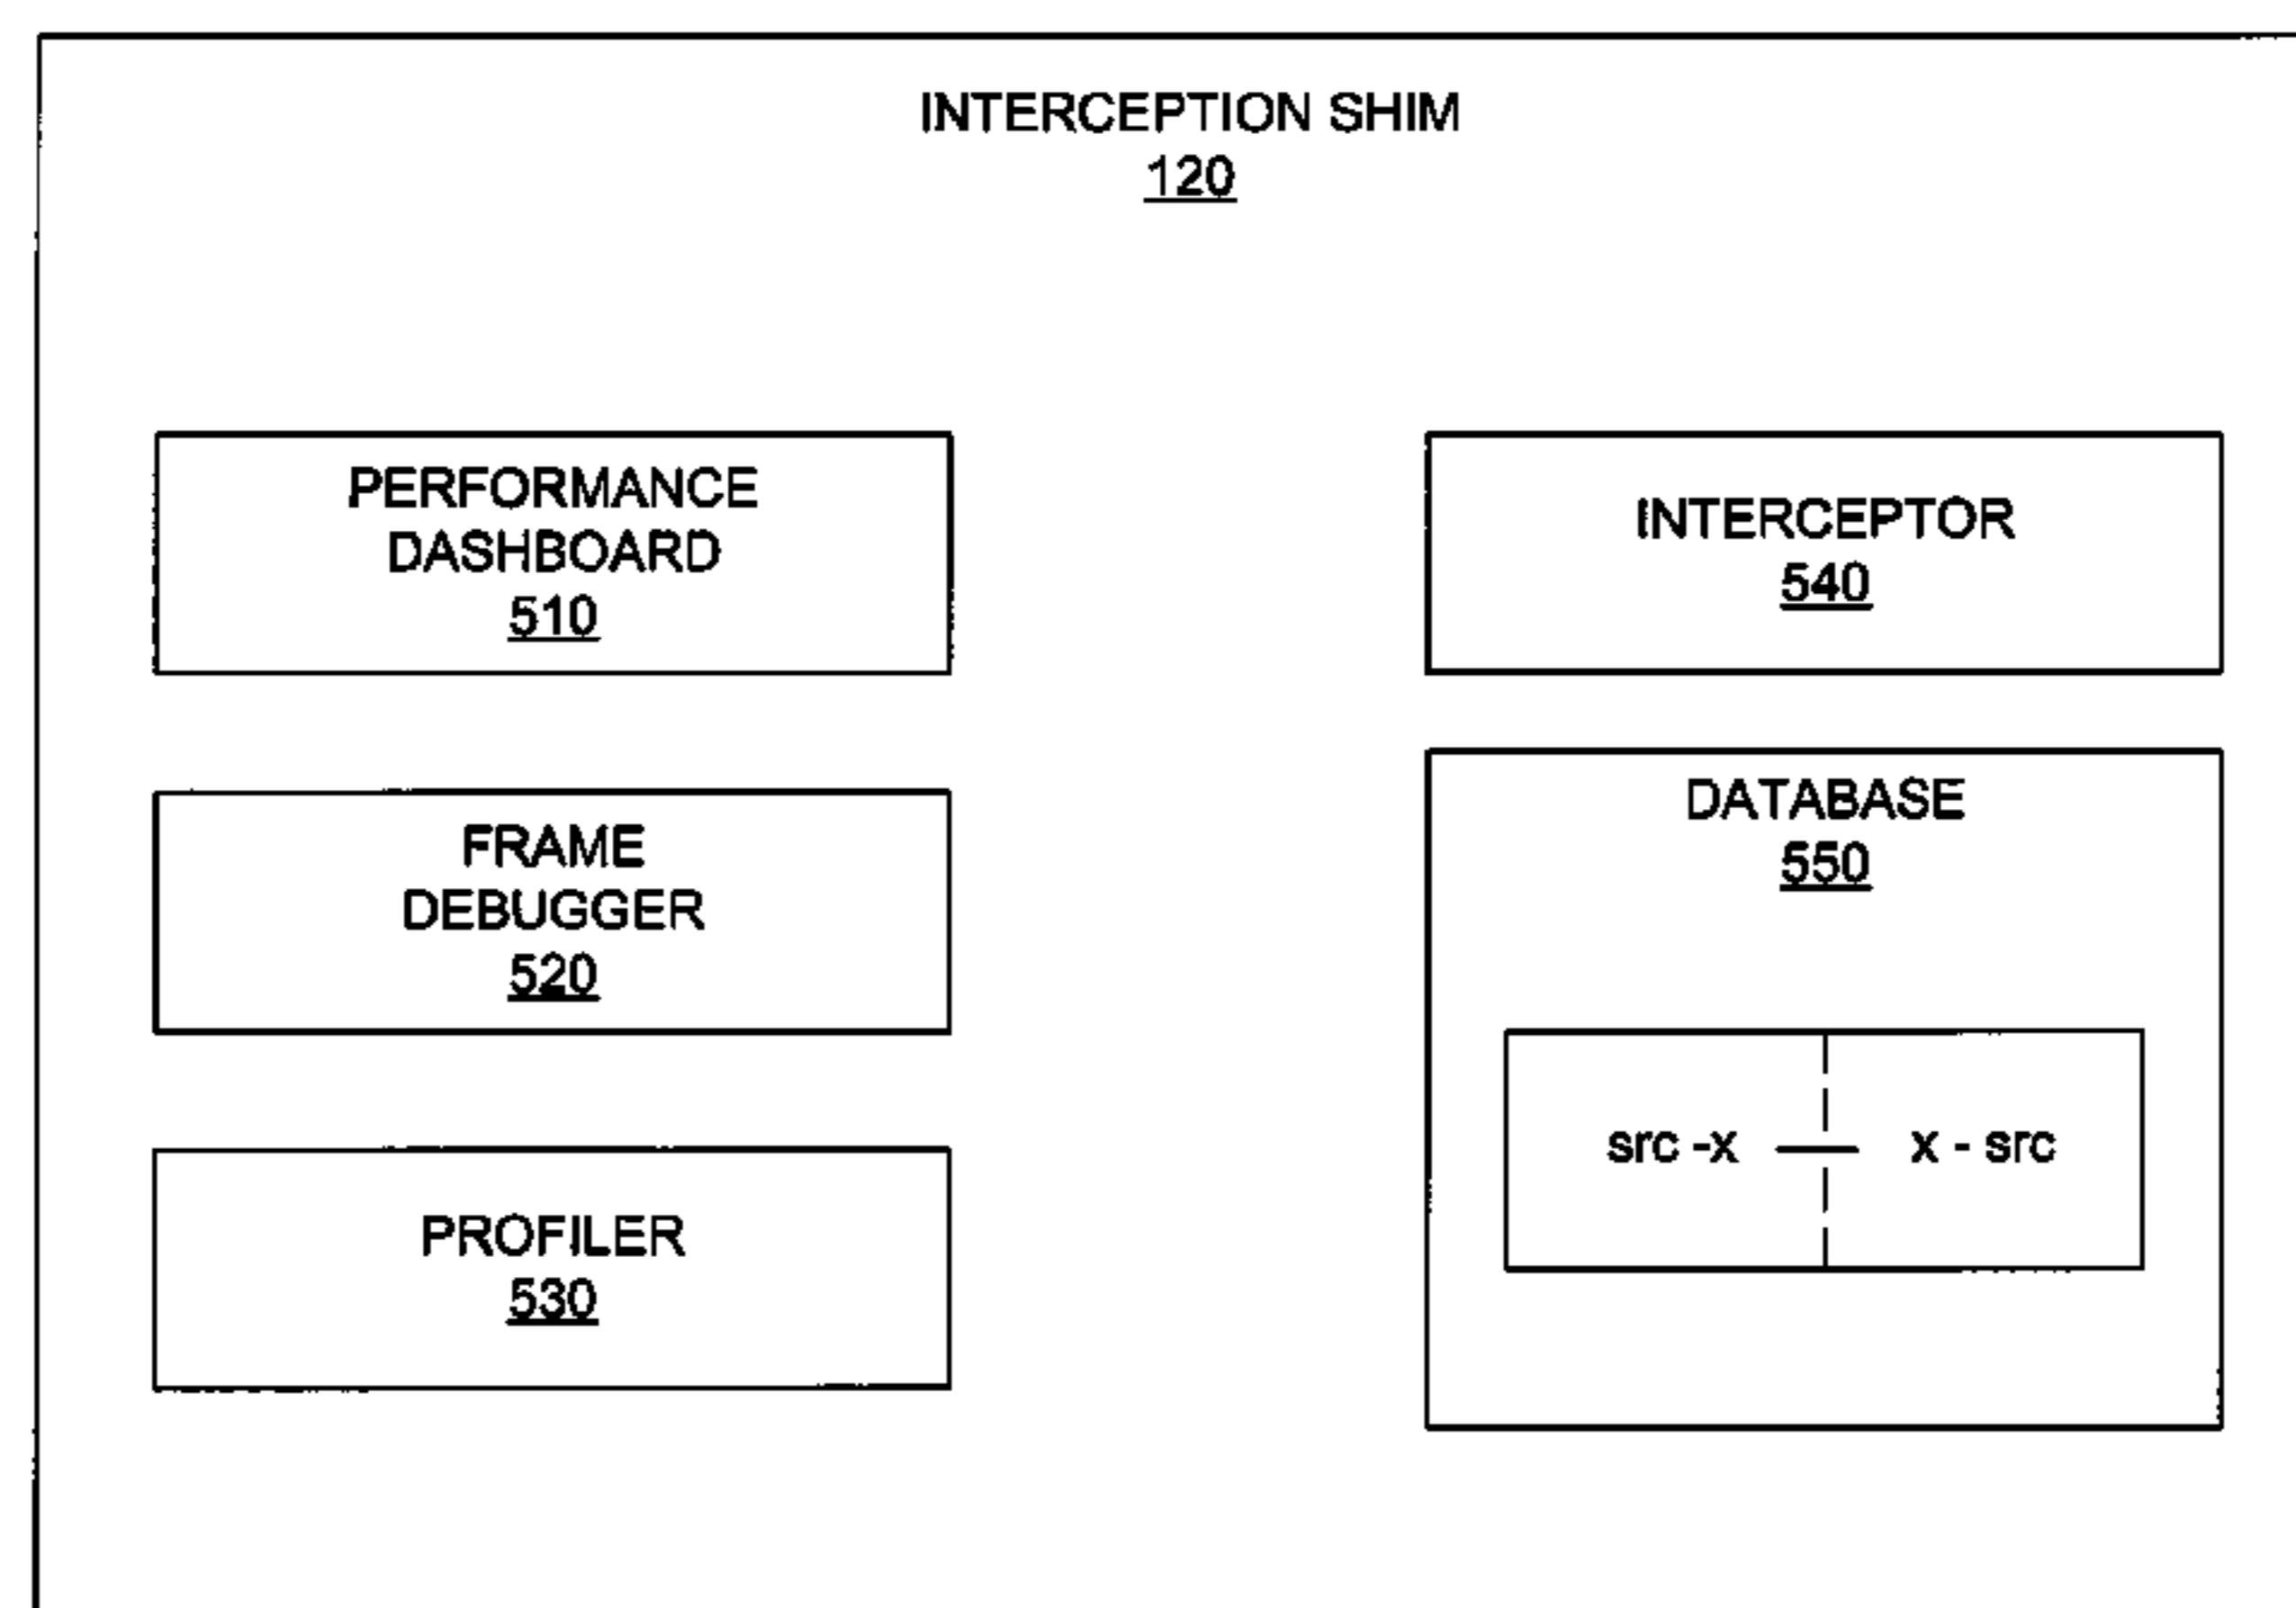 INTERCEPTION SHIM
120
PERFORMANCE
DASHBOARD
510
FRAME
DEBUGGER
520
PROFILER
530
INTERCEPTOR
540
DATABASE
550
src -x
x - src